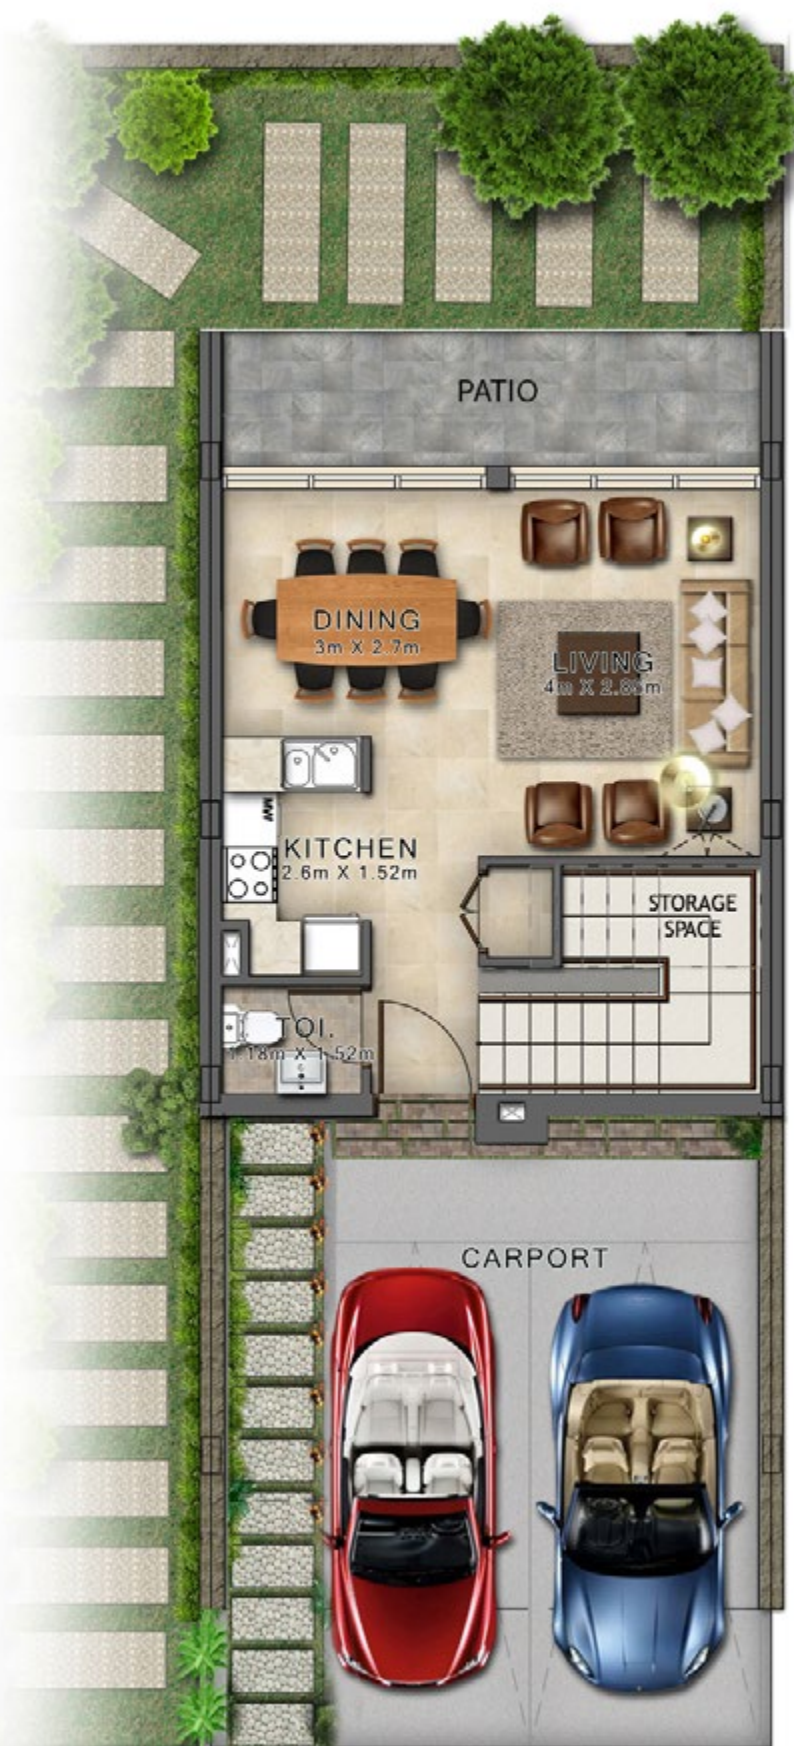 PATIO
DINING
3m X 2.7m
LIVING
4m X 2.85m
MW
KITCHEN
2.6m X 1.52m
STORAGE
SPACE
TOI.
1.18m X 1.52m
CARPORT